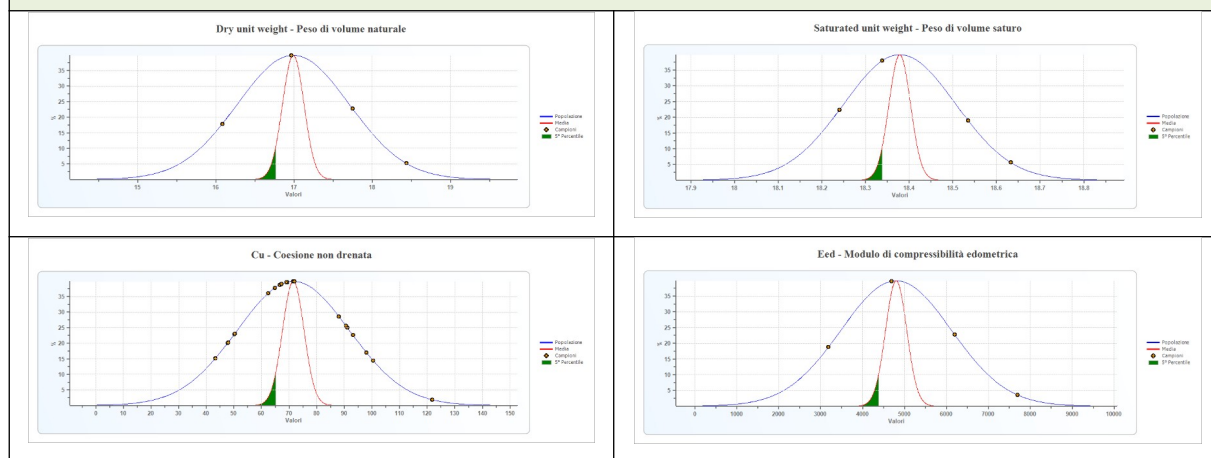 Dry unit weight - Peso di volume naturale
35
30
25
20
15
10
5
%
15 16 17 18 19
Valori
Popolazione
Media
Campioni
5° Percentile
Saturated unit weight - Peso di volume saturo
35
30
25
20
15
10
5
%
17.9 18 18.1 18.2 18.3 18.4 18.5 18.6 18.7 18.8
Valori
Popolazione
Media
Campioni
5° Percentile
Cu - Coesione non drenata
35
30
25
20
15
10
5
%
0 10 20 30 40 50 60 70 80 90 100 110 120 130 140 150
Valori
Popolazione
Media
Campioni
5° Percentile
Eed - Modulo di compressibilità edometrica
35
30
25
20
15
10
5
%
0 1000 2000 3000 4000 5000 6000 7000 8000 9000 10000
Valori
Popolazione
Media
Campioni
5° Percentile